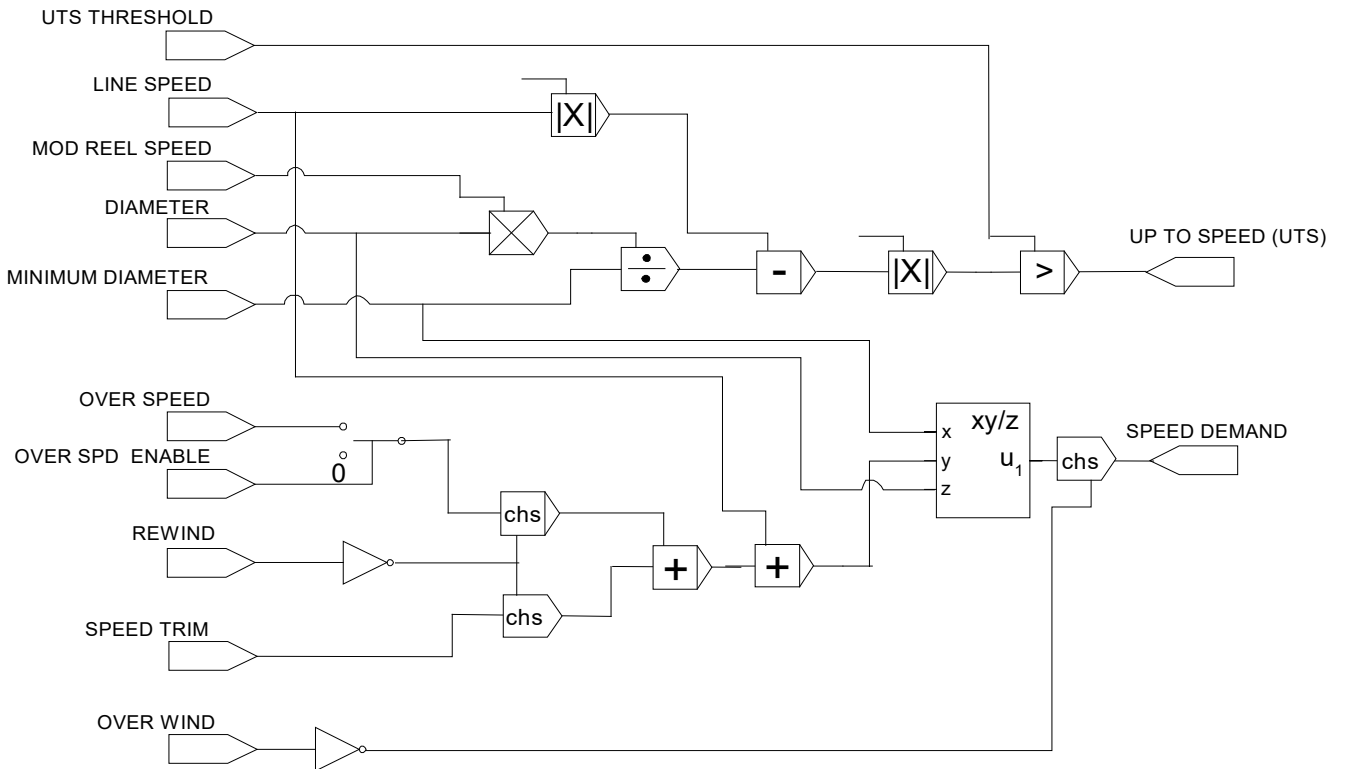 UTS THRESHOLD
LINE SPEED
|X|
MOD REEL SPEED
DIAMETER
UP TO SPEED (UTS)
MINIMUM DIAMETER
÷
-
|X|
>
OVER SPEED
xy/z
x
SPEED DEMAND
OVER SPD ENABLE
0
y
u1
chs
z
chs
REWIND
+
+
chs
SPEED TRIM
OVER WIND